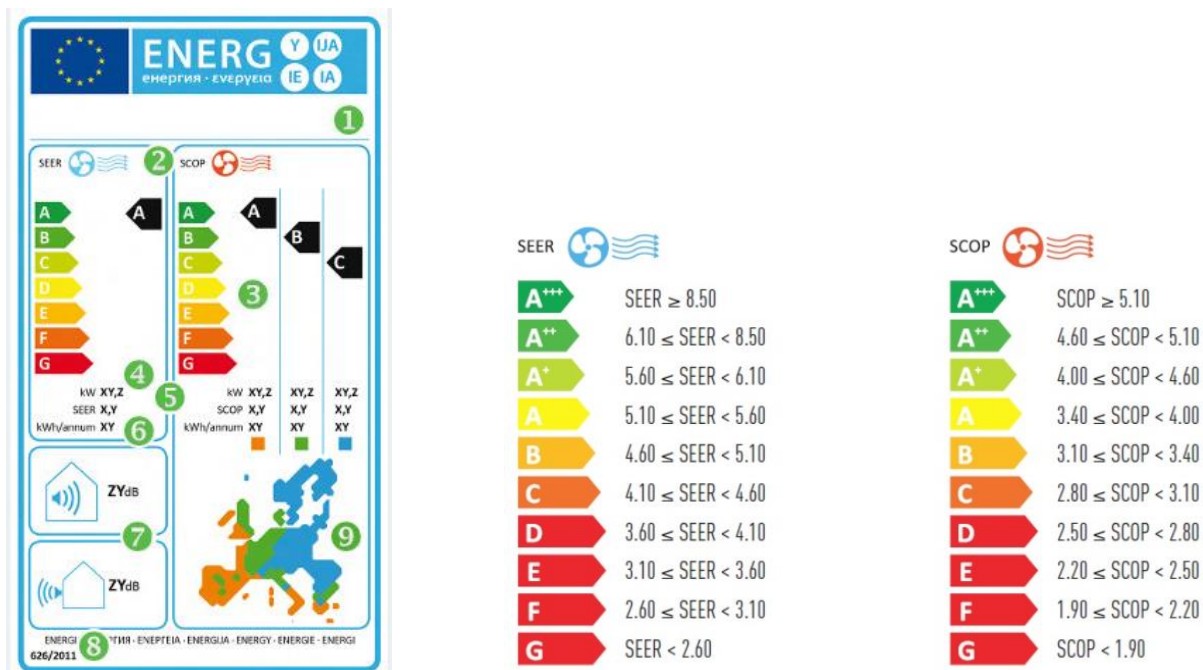 ENERG Y IJA
енергия · ενεργεια IE IA
1
SEER 2 SCOP
A A A A
B B B
C C C
D D 3
E E
F F
G G
4
kW XY,Z 5 kW XY,Z XY,Z XY,Z
SEER X,Y SCOP X,Y X,Y X,Y
kWh/annum XY 6 kWh/annum XY XY XY
ZYdB
7
9
ZYdB
ENERGI 8 · ΕΝΕΡΓΕΙΑ · ENERGIJA · ENERGY · ENERGIE · ENERGI
626/2011
SEER
A+++ SEER ≥ 8.50
A++ 6.10 ≤ SEER < 8.50
A+ 5.60 ≤ SEER < 6.10
A 5.10 ≤ SEER < 5.60
B 4.60 ≤ SEER < 5.10
C 4.10 ≤ SEER < 4.60
D 3.60 ≤ SEER < 4.10
E 3.10 ≤ SEER < 3.60
F 2.60 ≤ SEER < 3.10
G SEER < 2.60
SCOP
A+++ SCOP ≥ 5.10
A++ 4.60 ≤ SCOP < 5.10
A+ 4.00 ≤ SCOP < 4.60
A 3.40 ≤ SCOP < 4.00
B 3.10 ≤ SCOP < 3.40
C 2.80 ≤ SCOP < 3.10
D 2.50 ≤ SCOP < 2.80
E 2.20 ≤ SCOP < 2.50
F 1.90 ≤ SCOP < 2.20
G SCOP < 1.90